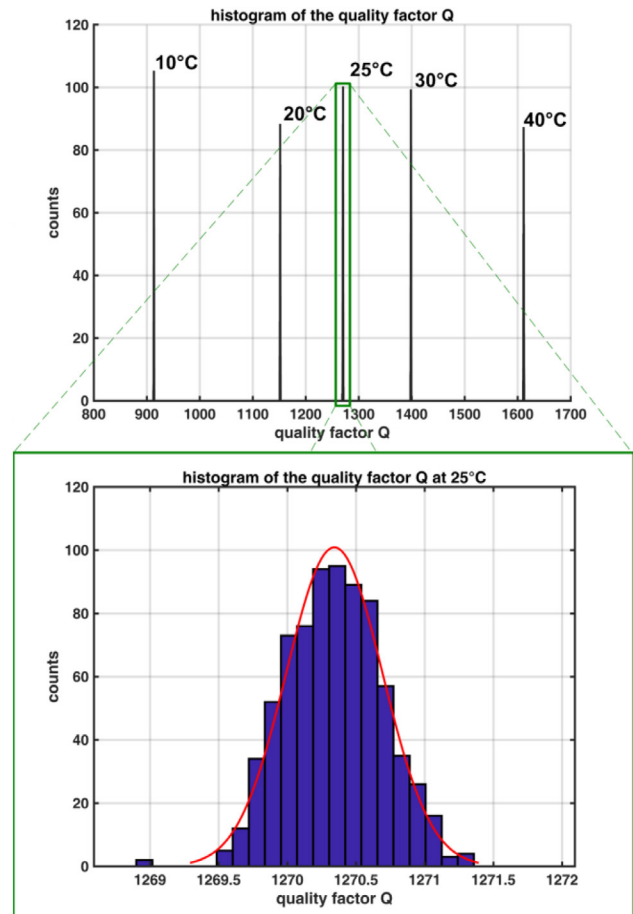 histogram of the quality factor Q
120
100
80
60
40
20
0
counts
10°C
20°C
25°C
30°C
40°C
800 900 1000 1100 1200 1300 1400 1500 1600 1700
quality factor Q
histogram of the quality factor Q at 25°C
120
100
80
60
40
20
0
counts
1269 1269.5 1270 1270.5 1271 1271.5 1272
quality factor Q